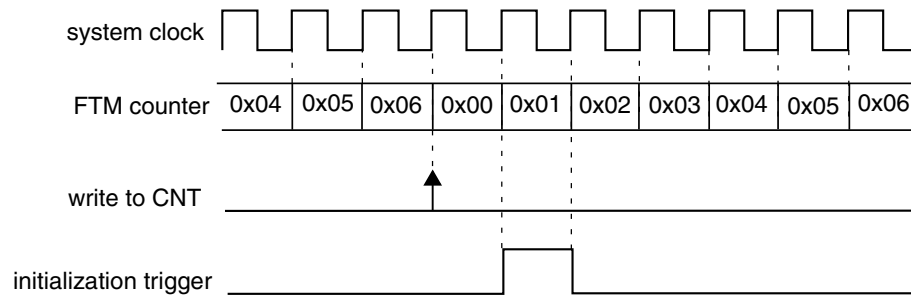 system clock
FTM counter 0x04 0x05 0x06 0x00 0x01 0x02 0x03 0x04 0x05 0x06
write to CNT
initialization trigger